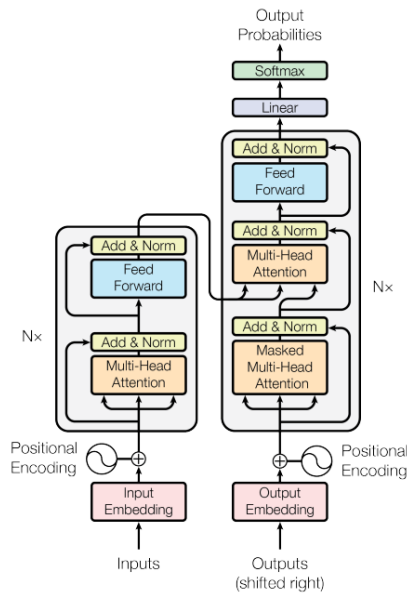 Output
Probabilities
Softmax
Linear
Add & Norm
Feed
Forward
Add & Norm
Multi-Head
Attention
N×
Add & Norm
Masked
Multi-Head
Attention
Add & Norm
Feed
Forward
N×
Add & Norm
Multi-Head
Attention
Positional
Encoding
Positional
Encoding
Input
Embedding
Output
Embedding
Inputs
Outputs
(shifted right)